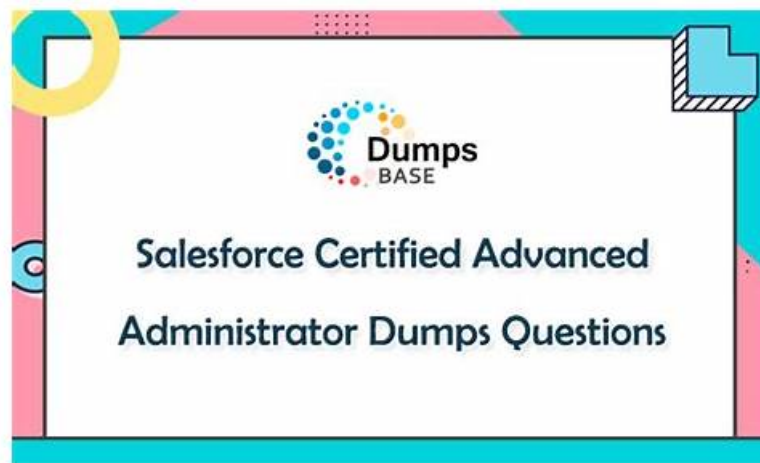 Dumps
BASE
Salesforce Certified Advanced
Administrator Dumps Questions